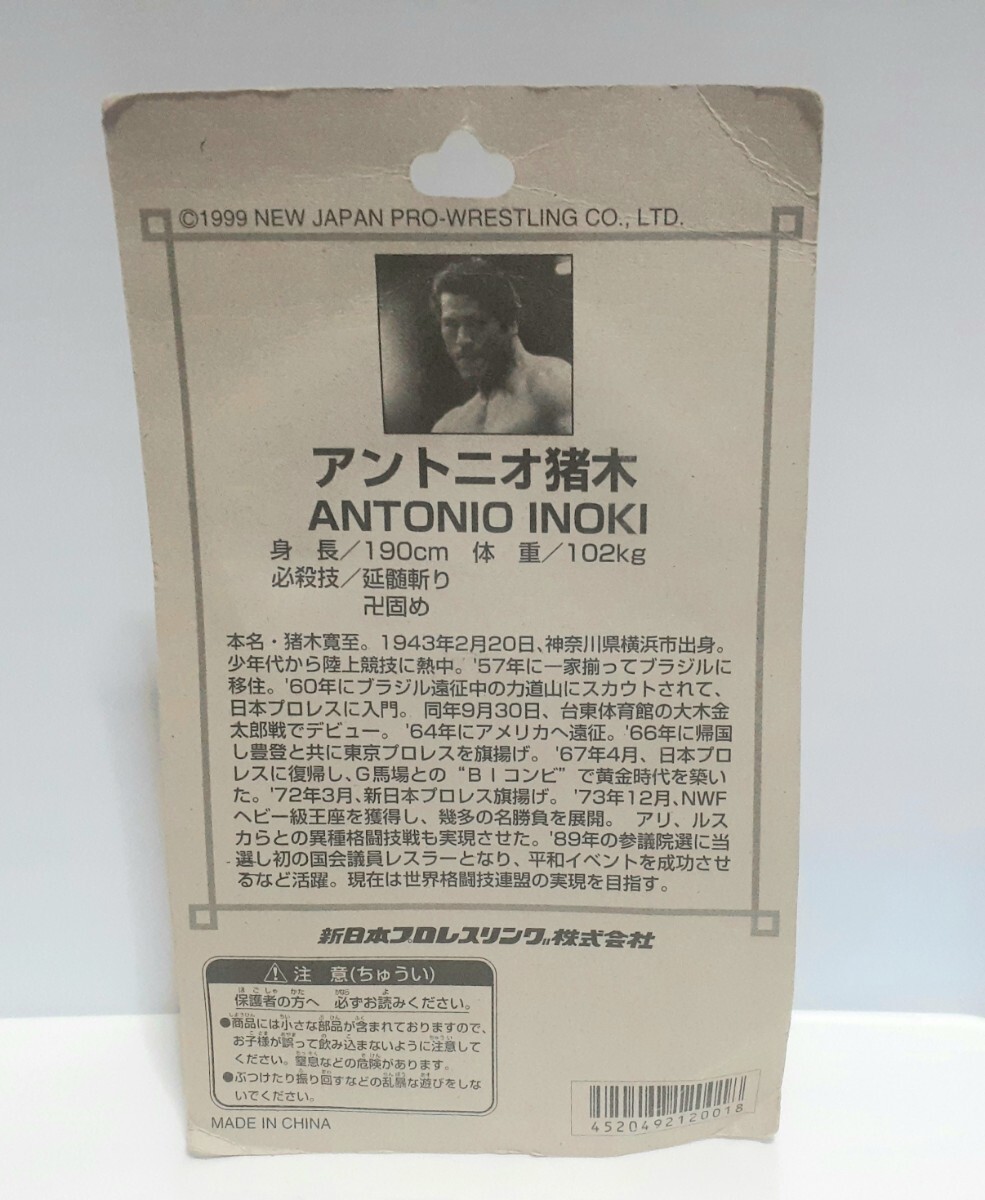 ©1999 NEW JAPAN PRO-WRESTLING CO., LTD.
アントニオ猪木
ANTONIO INOKI
身 長／190cm 体 重／102kg
必殺技／延髄斬り
卍固め
本名・猪木寛至。1943年2月20日、神奈川県横浜市出身。
少年代から陸上競技に熱中。'57年に一家揃ってブラジルに
移住。'60年にブラジル遠征中の力道山にスカウトされて、
日本プロレスに入門。 同年9月30日、台東体育館の大木金
太郎戦でデビュー。 '64年にアメリカへ遠征。'66年に帰国
し豊登と共に東京プロレスを旗揚げ。 '67年4月、日本プロ
レスに復帰し、G馬場との “BIコンビ” で黄金時代を築い
た。'72年3月、新日本プロレス旗揚げ。 '73年12月、NWF
ヘビー級王座を獲得し、幾多の名勝負を展開。 アリ、ルス
カらとの異種格闘技戦も実現させた。'89年の参議院選に当
選し初の国会議員レスラーとなり、平和イベントを成功させ
るなど活躍。現在は世界格闘技連盟の実現を目指す。
新日本プロレスリング株式会社
⚠注 意(ちゅうい)
保護者の方へ 必ずお読みください。
●商品には小さな部品が含まれておりますので、
お子様が誤って飲み込まないように注意して
ください。窒息などの危険があります。
●ぶつけたり振り回すなどの乱暴な遊びをしな
いでください。
MADE IN CHINA
4520492120018